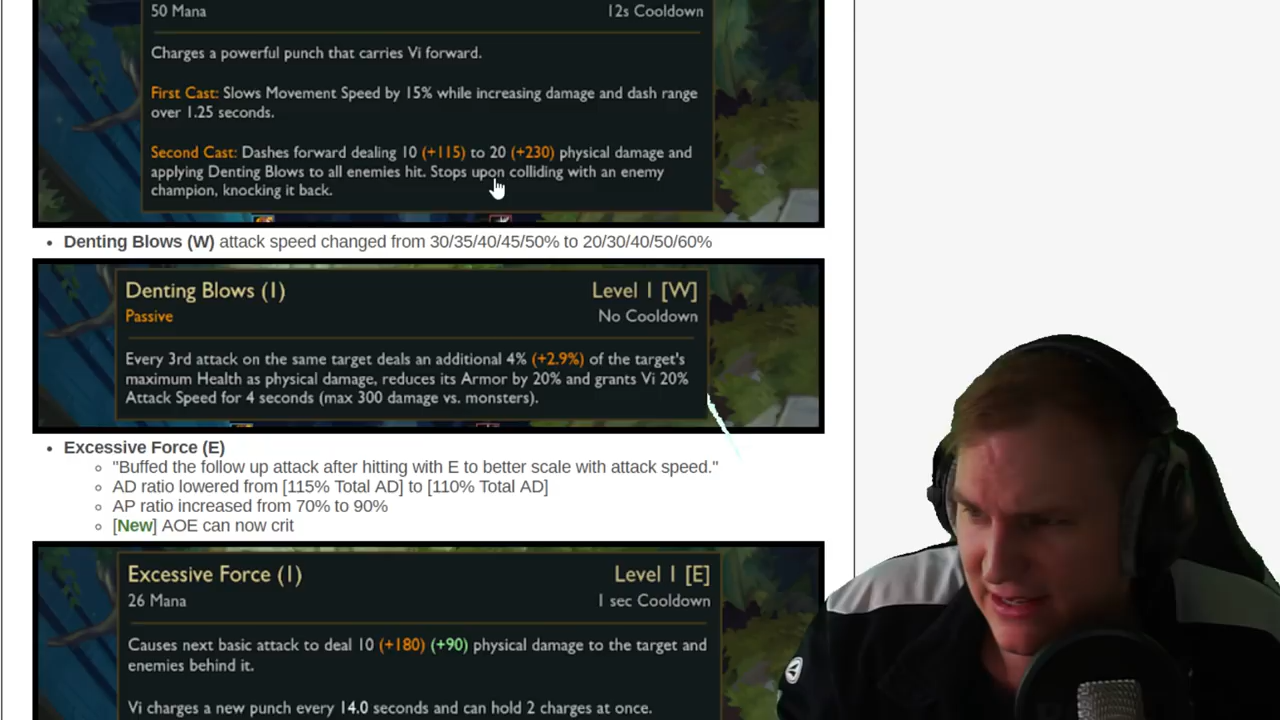 50 Mana 12s Cooldown
Charges a powerful punch that carries Vi forward.
First Cast: Slows Movement Speed by 15% while increasing damage and dash range
over 1.25 seconds.
Second Cast: Dashes forward dealing 10 (+115) to 20 (+230) physical damage and
applying Denting Blows to all enemies hit. Stops upon colliding with an enemy
champion, knocking it back.
• Denting Blows (W) attack speed changed from 30/35/40/45/50% to 20/30/40/50/60%
Denting Blows (1) Level 1 [W]
Passive No Cooldown
Every 3rd attack on the same target deals an additional 4% (+2.9%) of the target's
maximum Health as physical damage, reduces its Armor by 20% and grants Vi 20%
Attack Speed for 4 seconds (max 300 damage vs. monsters).
• Excessive Force (E)
○ "Buffed the follow up attack after hitting with E to better scale with attack speed."
○ AD ratio lowered from [115% Total AD] to [110% Total AD]
○ AP ratio increased from 70% to 90%
○ [New] AOE can now crit
Excessive Force (1) Level 1 [E]
26 Mana 1 sec Cooldown
Causes next basic attack to deal 10 (+180) (+90) physical damage to the target and
enemies behind it.
Vi charges a new punch every 14.0 seconds and can hold 2 charges at once.